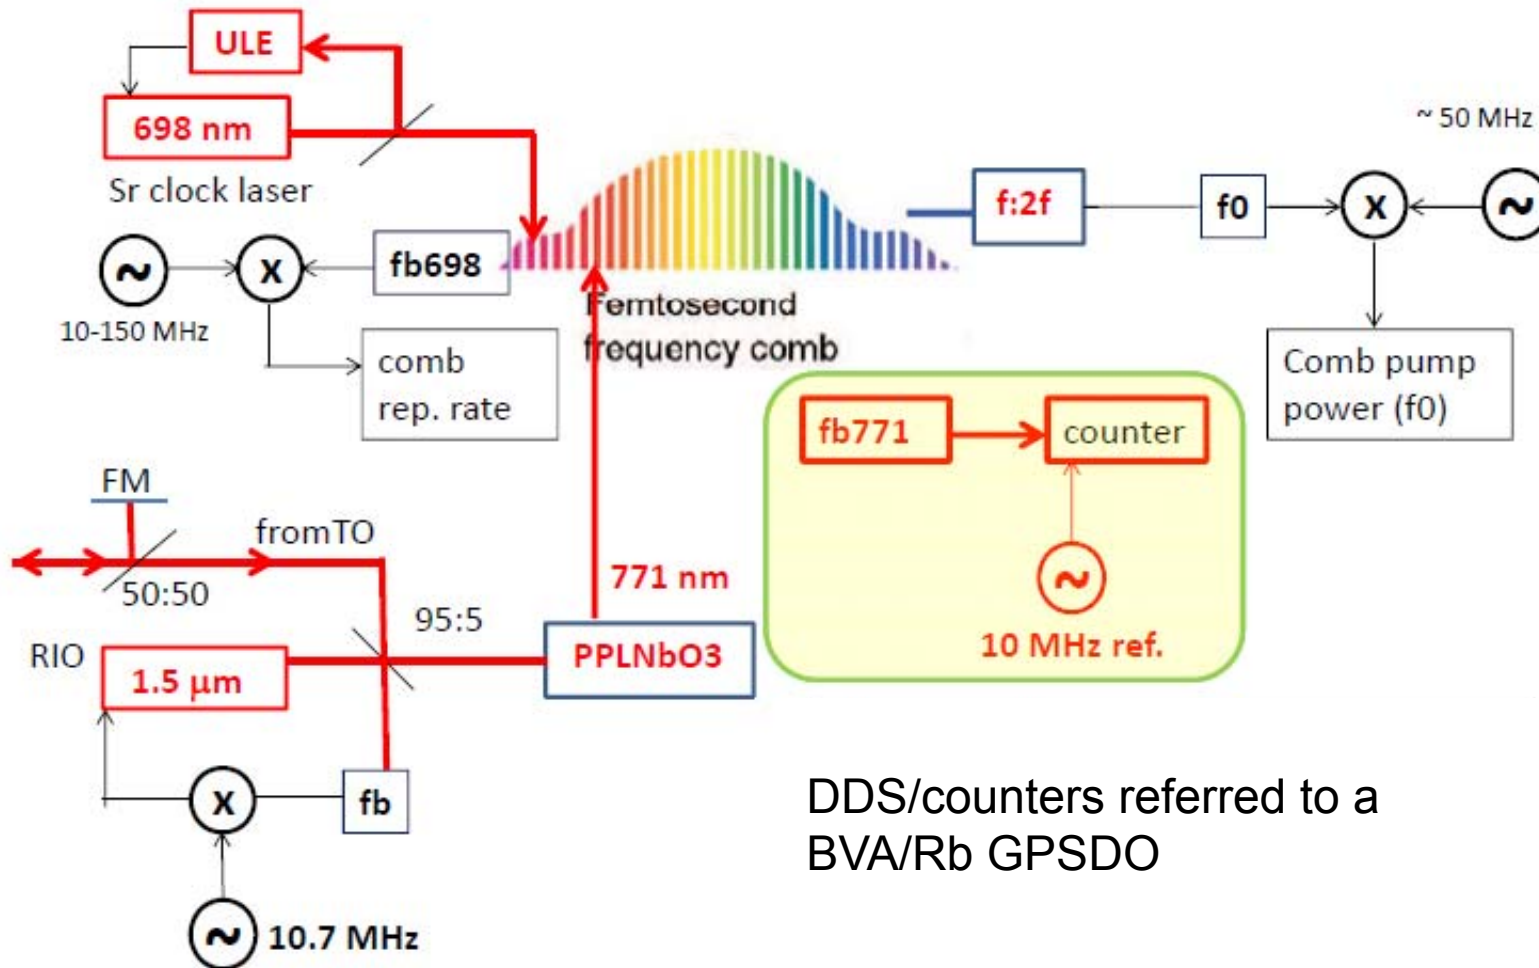 ULE
698 nm
Sr clock laser
~
10-150 MHz
X
fb698
comb
rep. rate
Femtosecond
frequency comb
f:2f
f0
X
~ 50 MHz
~
Comb pump
power (f0)
fb771
counter
~
10 MHz ref.
FM
fromTO
50:50
95:5
771 nm
RIO
1.5 μm
PPLNbO3
X
fb
~
10.7 MHz
DDS/counters referred to a
BVA/Rb GPSDO